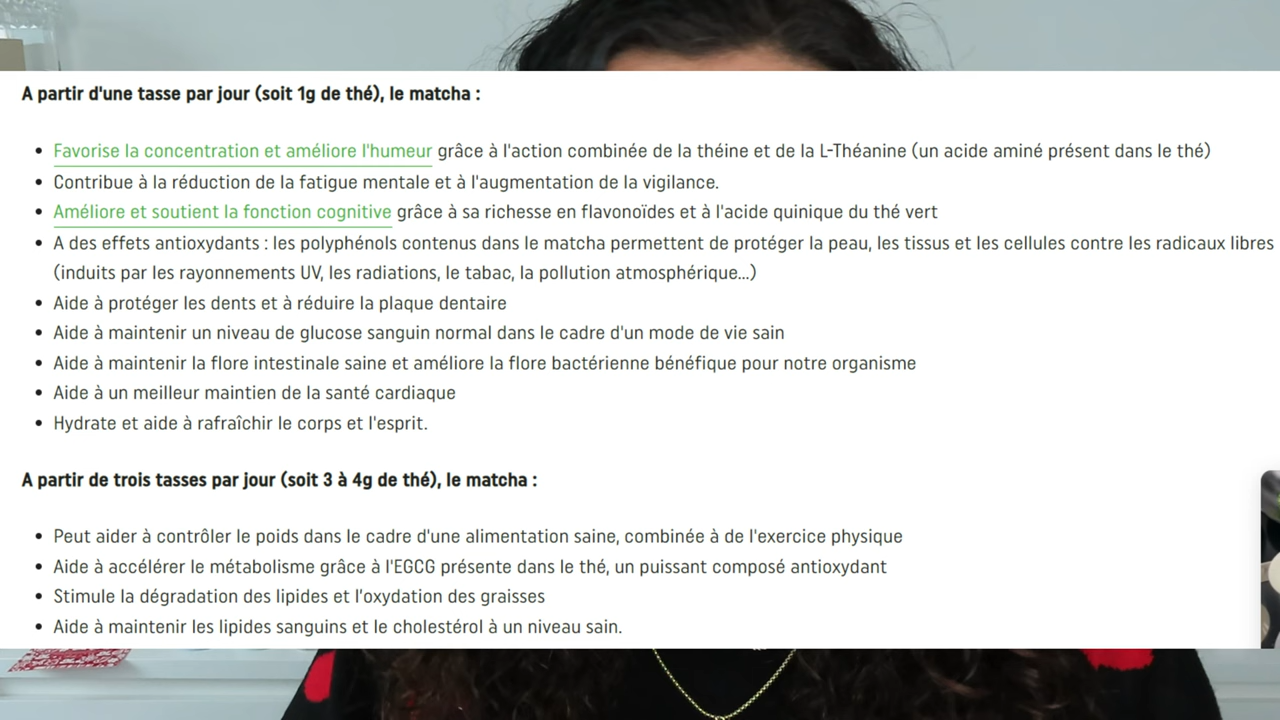 A partir d'une tasse par jour (soit 1g de thé), le matcha :
Favorise la concentration et améliore l'humeur grâce à l'action combinée de la théine et de la L-Théanine (un acide aminé présent dans le thé)
Contribue à la réduction de la fatigue mentale et à l'augmentation de la vigilance.
Améliore et soutient la fonction cognitive grâce à sa richesse en flavonoïdes et à l'acide quinique du thé vert
A des effets antioxydants : les polyphénols contenus dans le matcha permettent de protéger la peau, les tissus et les cellules contre les radicaux libres
(induits par les rayonnements UV, les radiations, le tabac, la pollution atmosphérique...)
Aide à protéger les dents et à réduire la plaque dentaire
Aide à maintenir un niveau de glucose sanguin normal dans le cadre d'un mode de vie sain
Aide à maintenir la flore intestinale saine et améliore la flore bactérienne bénéfique pour notre organisme
Aide à un meilleur maintien de la santé cardiaque
Hydrate et aide à rafraîchir le corps et l'esprit.
A partir de trois tasses par jour (soit 3 à 4g de thé), le matcha :
Peut aider à contrôler le poids dans le cadre d'une alimentation saine, combinée à de l'exercice physique
Aide à accélérer le métabolisme grâce à l'EGCG présente dans le thé, un puissant composé antioxydant
Stimule la dégradation des lipides et l'oxydation des graisses
Aide à maintenir les lipides sanguins et le cholestérol à un niveau sain.